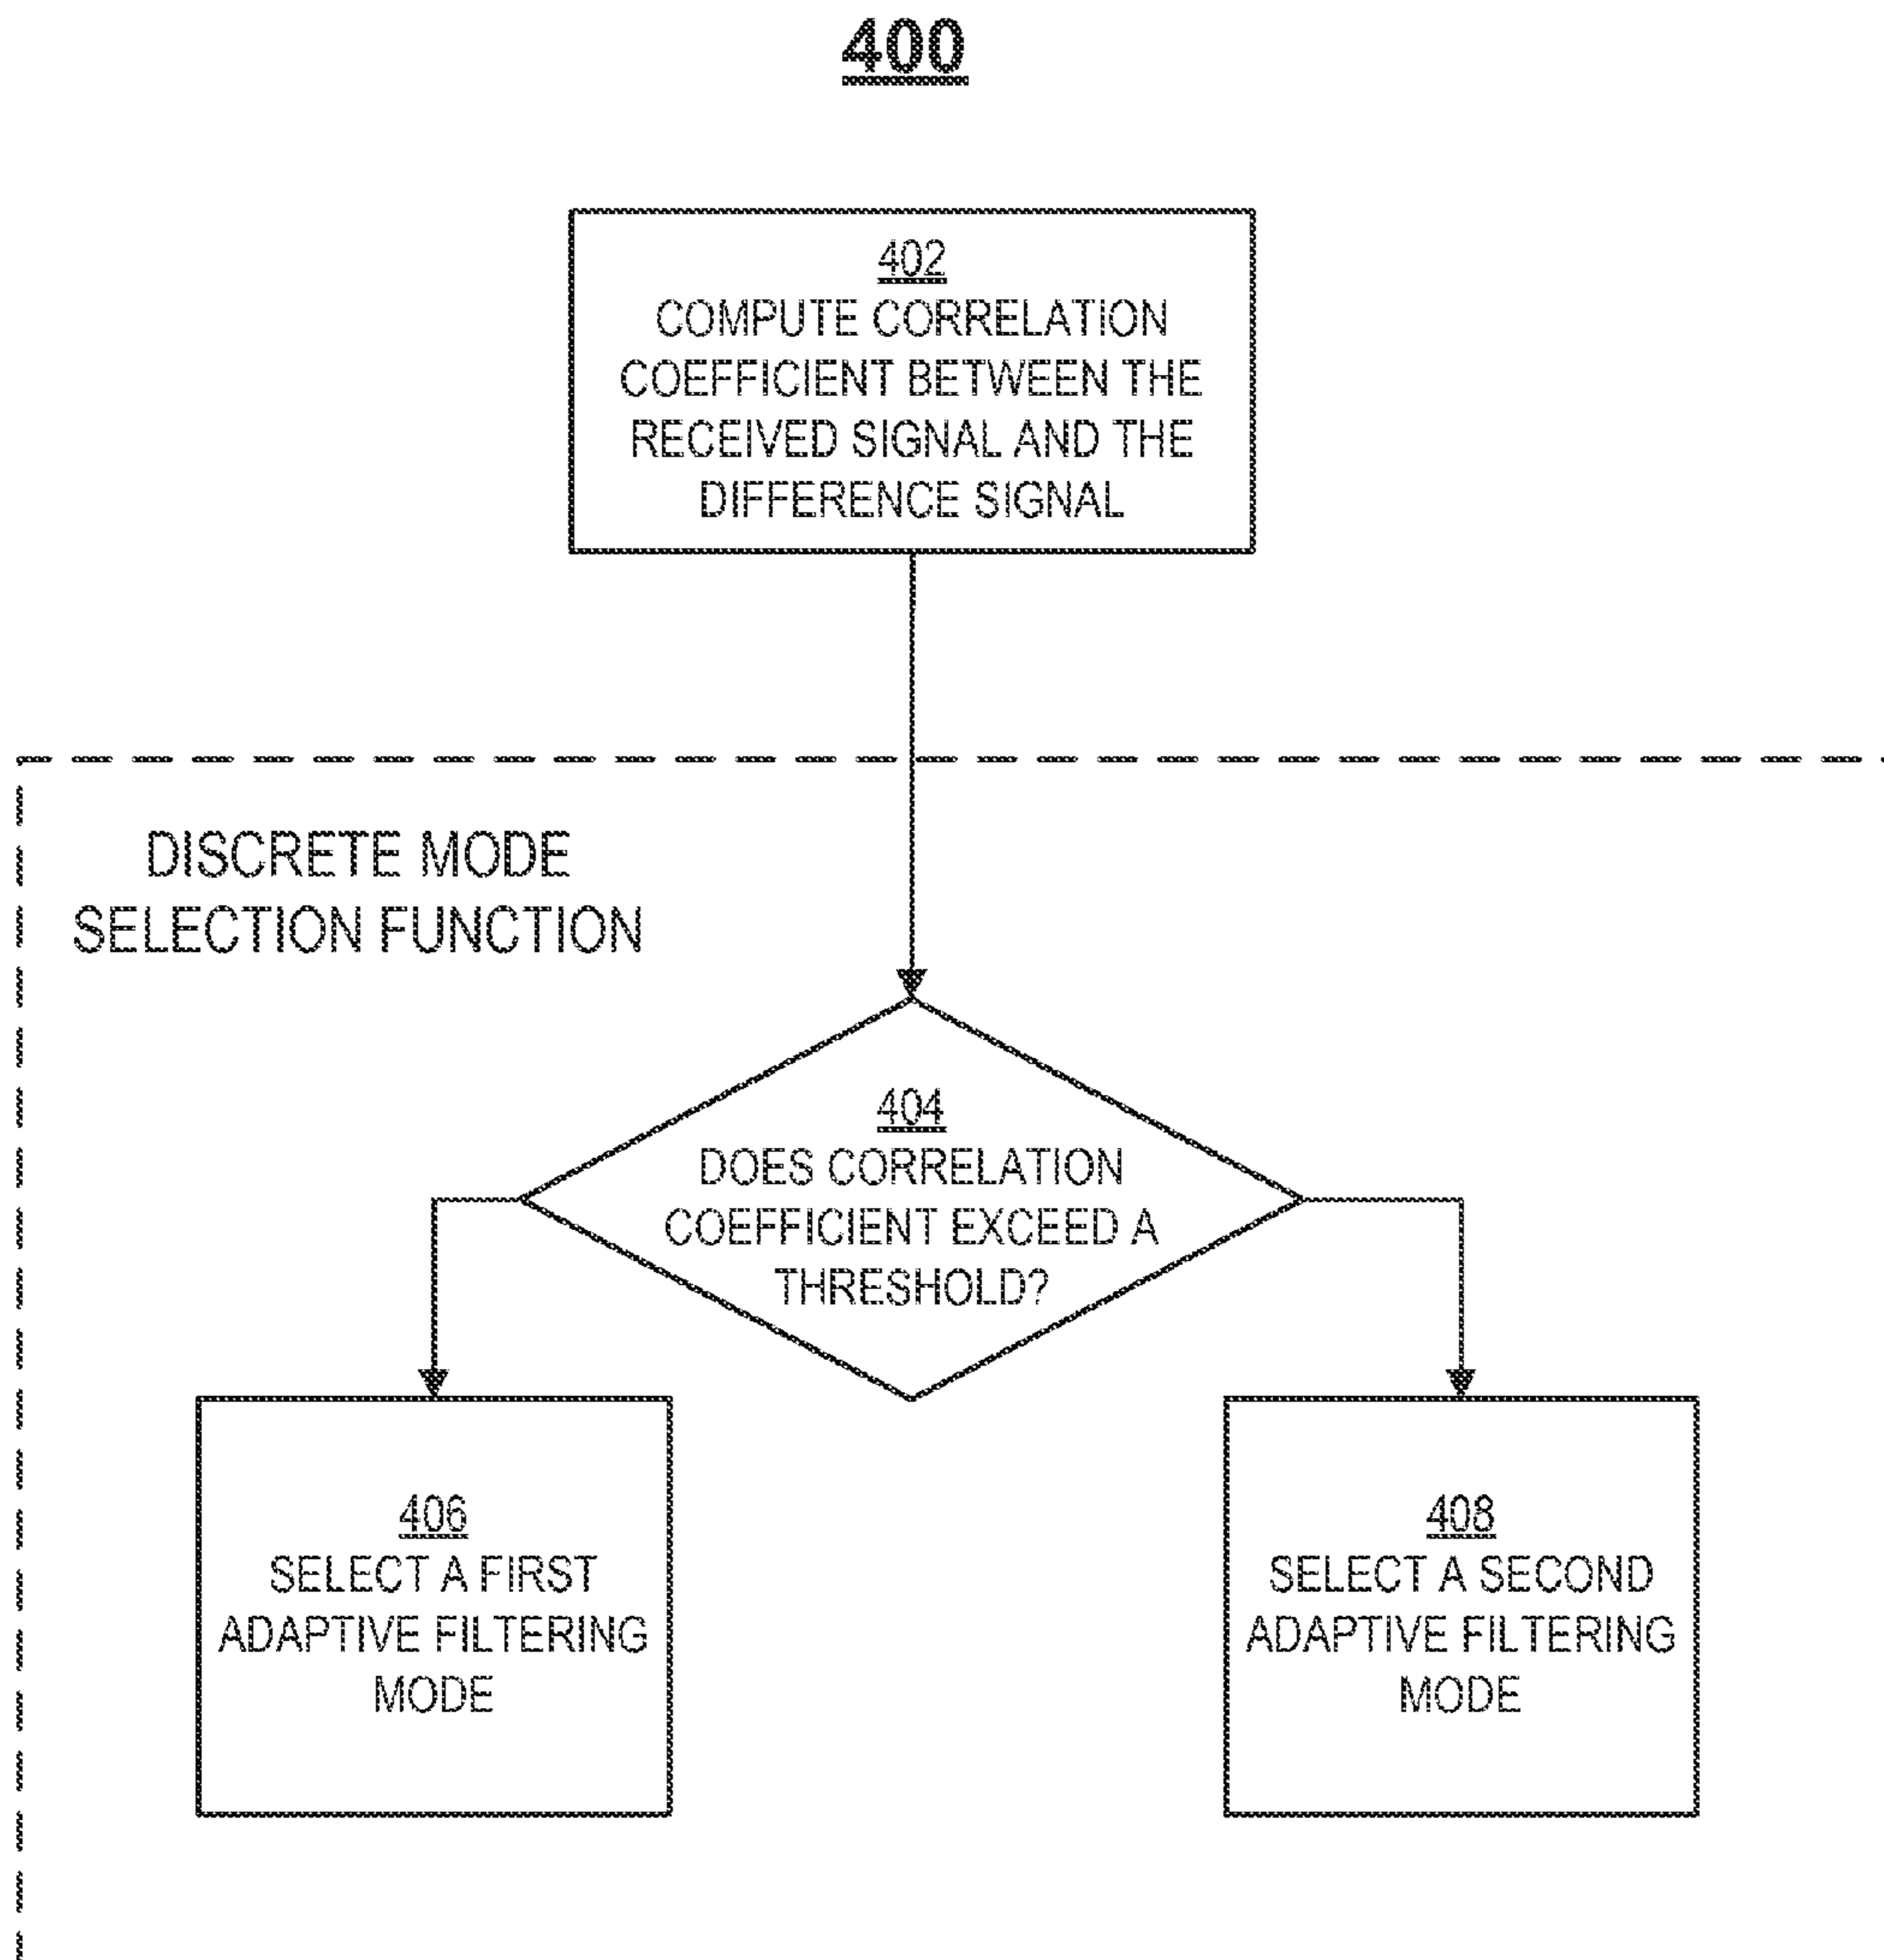 400
402
COMPUTE CORRELATION
COEFFICIENT BETWEEN THE
RECEIVED SIGNAL AND THE
DIFFERENCE SIGNAL
DISCRETE MODE
SELECTION FUNCTION
404
DOES CORRELATION
COEFFICIENT EXCEED A
THRESHOLD?
406
SELECT A FIRST
ADAPTIVE FILTERING
MODE
408
SELECT A SECOND
ADAPTIVE FILTERING
MODE